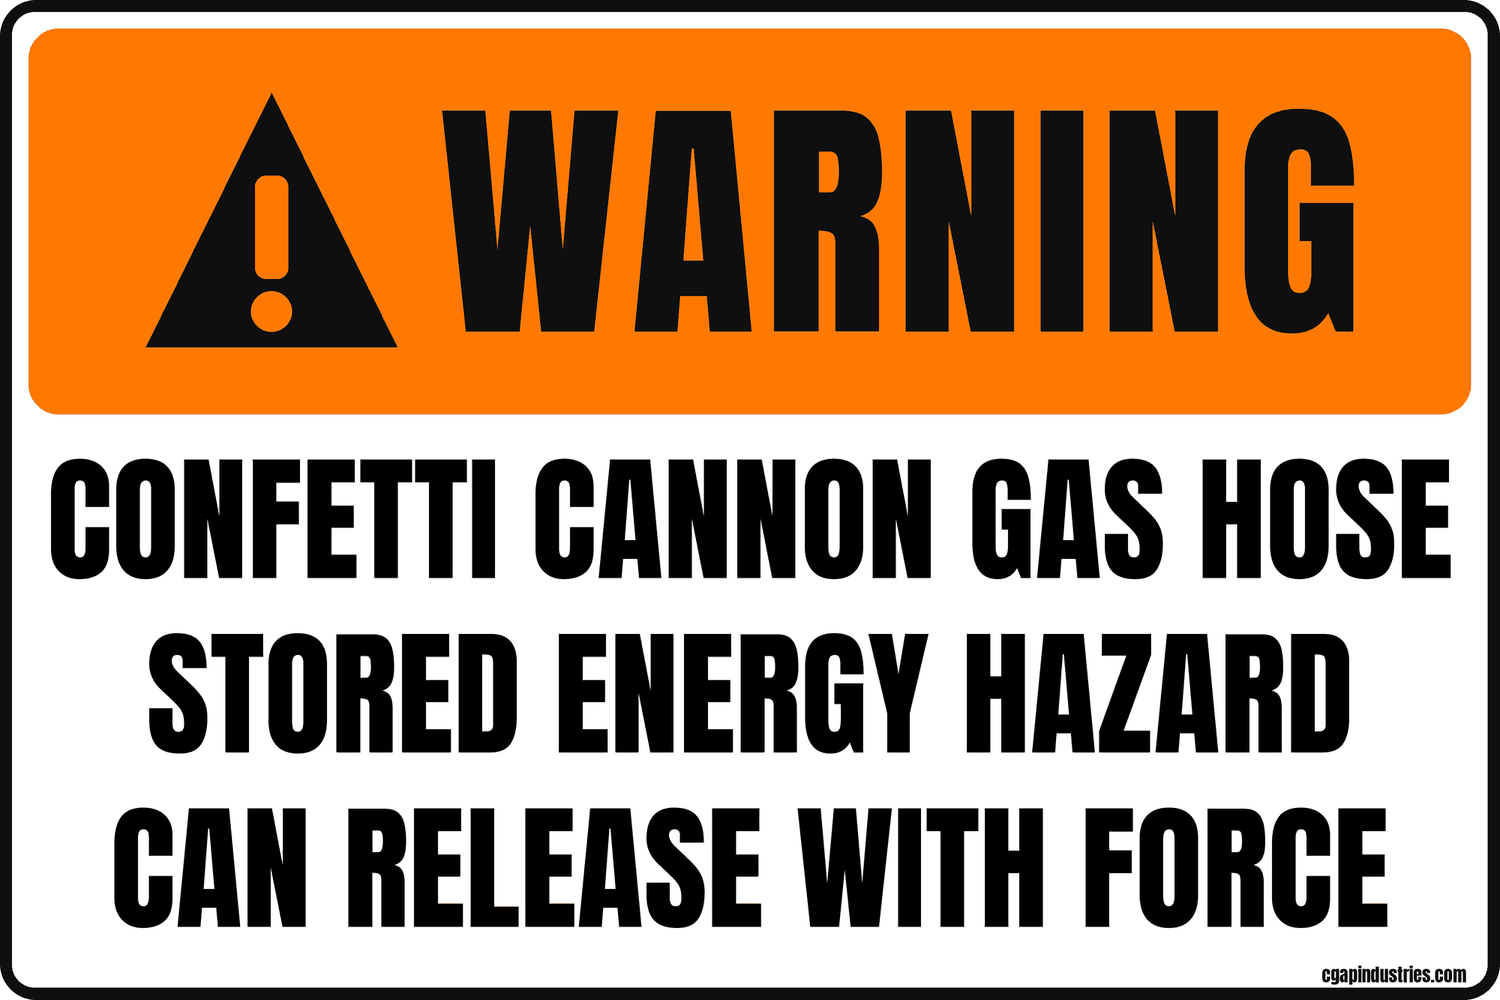 WARNING
CONFETTI CANNON GAS HOSE
STORED ENERGY HAZARD
CAN RELEASE WITH FORCE
cgapindustries.com